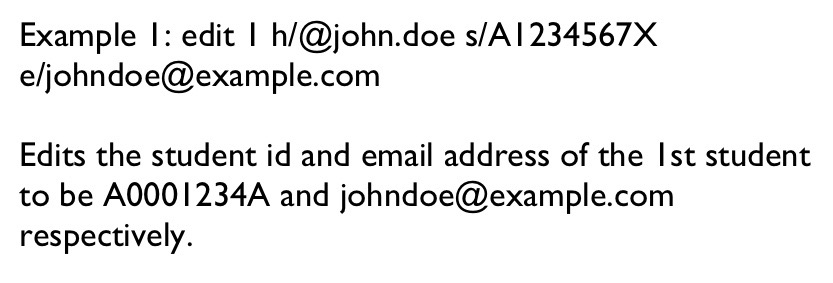 Example 1: edit 1 h/@john.doe s/A1234567X
e/johndoe@example.com
Edits the student id and email address of the 1st student
to be A0001234A and johndoe@example.com
respectively.